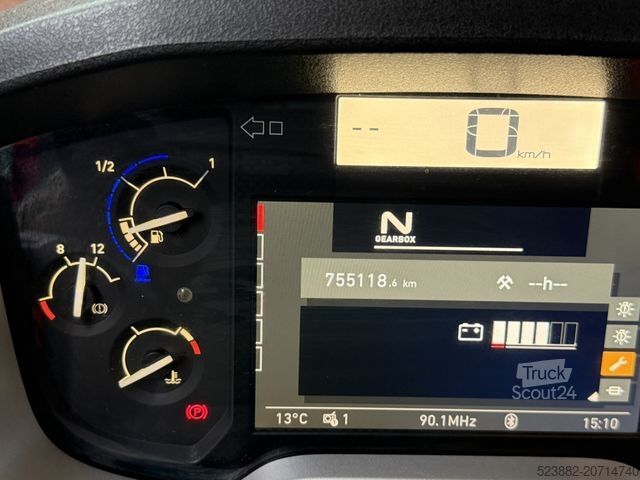 1/2 1
-- 0 km/h
8 12
N
GEARBOX
755118.6 km --h--
(P)
Truck
Scout24
13°C 1 90.1MHz 15:10
523882-20714740